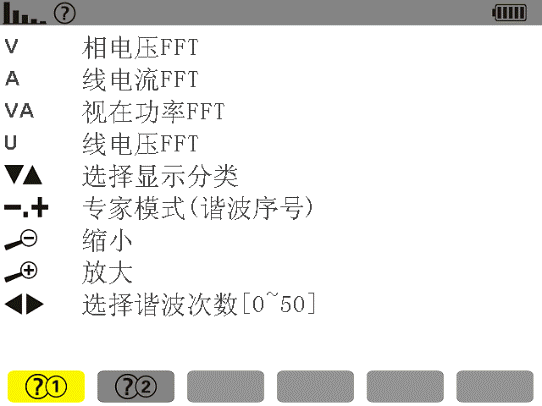 ?
V 相电压FFT
A 线电流FFT
VA 视在功率FFT
U 线电压FFT
▼▲ 选择显示分类
-.+ 专家模式(谐波序号)
缩小
放大
◀▶ 选择谐波次数[0~50]
?1 ?2